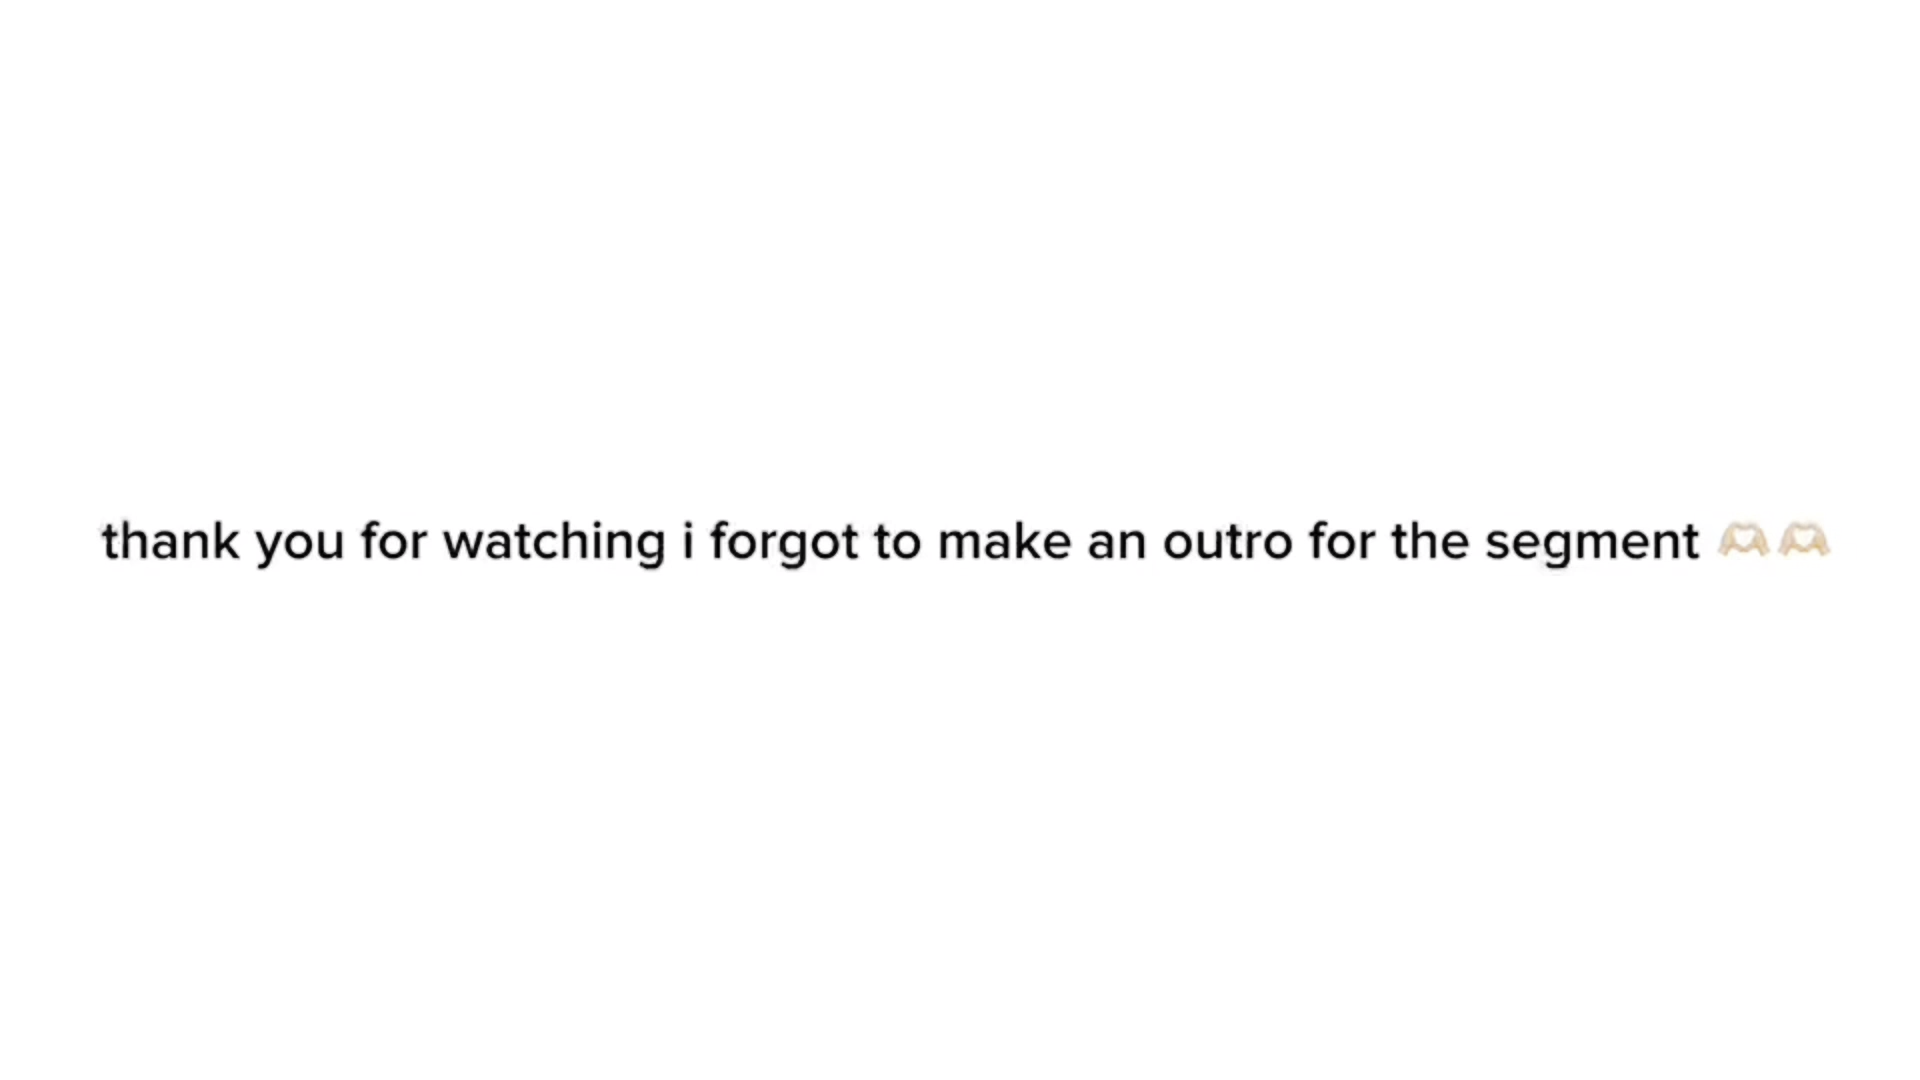 thank you for watching i forgot to make an outro for the segment 🫶🏻🫶🏻